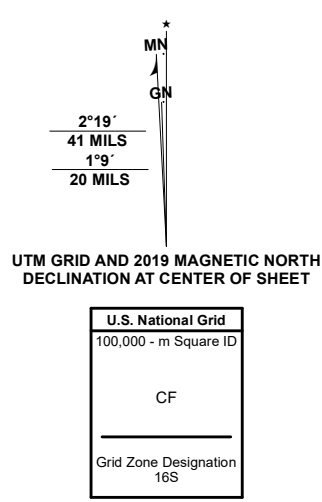 MN
GN
2°19´
41 MILS
1°9´
20 MILS
UTM GRID AND 2019 MAGNETIC NORTH
DECLINATION AT CENTER OF SHEET
U.S. National Grid
100,000 - m Square ID
CF
Grid Zone Designation
16S